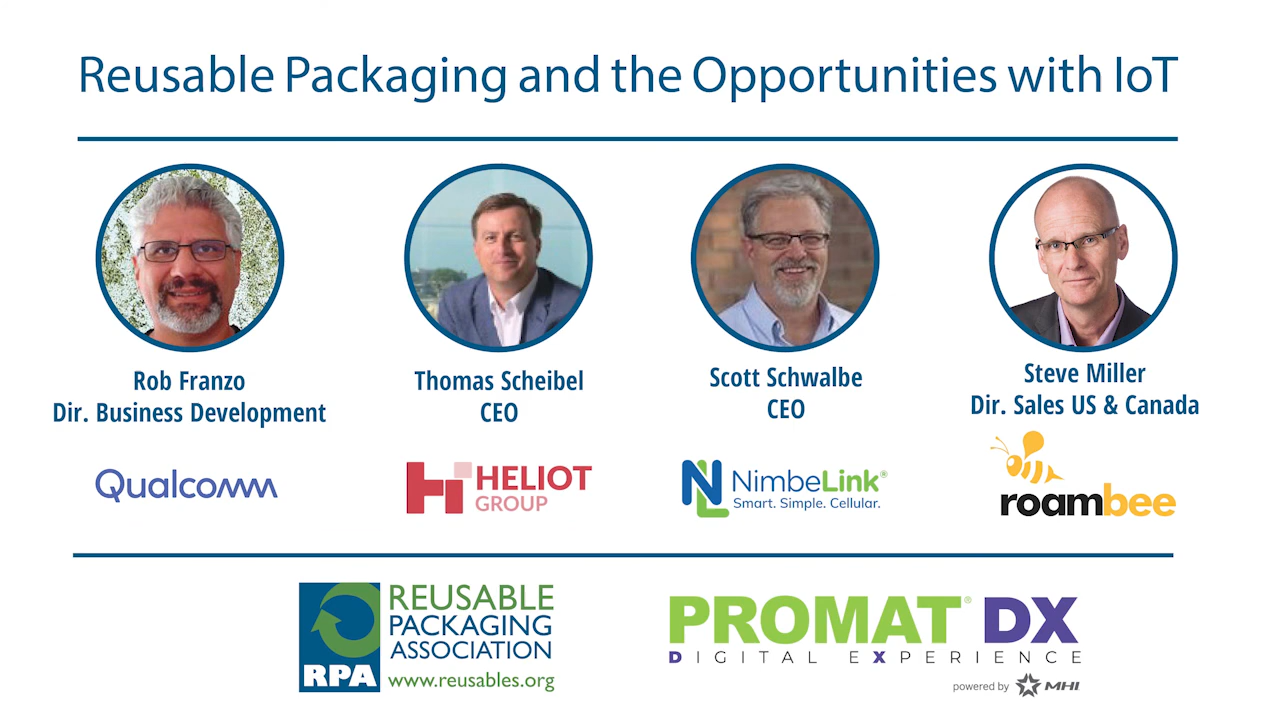 Reusable Packaging and the Opportunities with IoT
Rob Franzo
Dir. Business Development
Thomas Scheibel
CEO
Scott Schwalbe
CEO
Steve Miller
Dir. Sales US & Canada
Qualcomm
HELIOT
GROUP
NimbeLink®
Smart. Simple. Cellular.
roambee
RPA
REUSABLE
PACKAGING
ASSOCIATION
www.reusables.org
PROMAT® DX
DIGITAL EXPERIENCE
powered by MHI